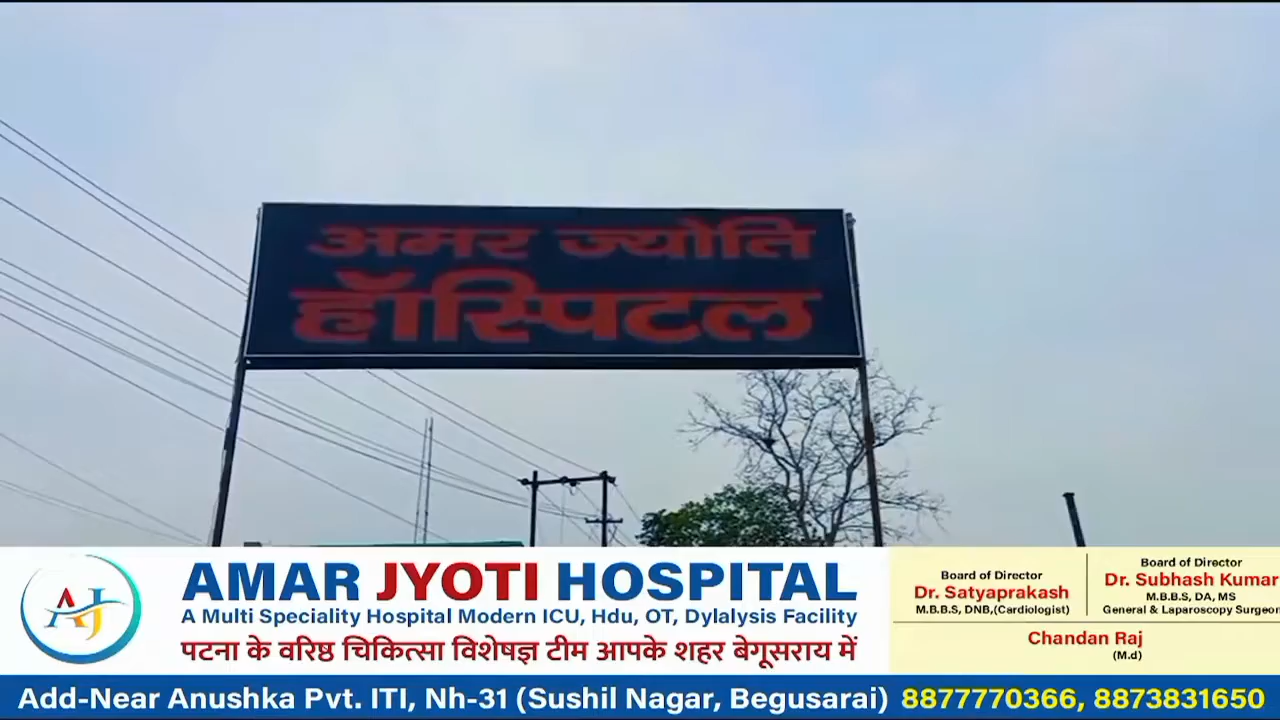 अमर ज्योति
हॉस्पिटल
AJ
AMAR JYOTI HOSPITAL
A Multi Speciality Hospital Modern ICU, Hdu, OT, Dylalysis Facility
पटना के वरिष्ठ चिकित्सा विशेषज्ञ टीम आपके शहर बेगूसराय में
Board of Director
Dr. Satyaprakash
M.B.B.S, DNB,(Cardiologist)
Board of Director
Dr. Subhash Kumar
M.B.B.S, DA, MS
General & Laparoscopy Surgeon
Chandan Raj
(M.d)
Add-Near Anushka Pvt. ITI, Nh-31 (Sushil Nagar, Begusarai) 8877770366, 8873831650